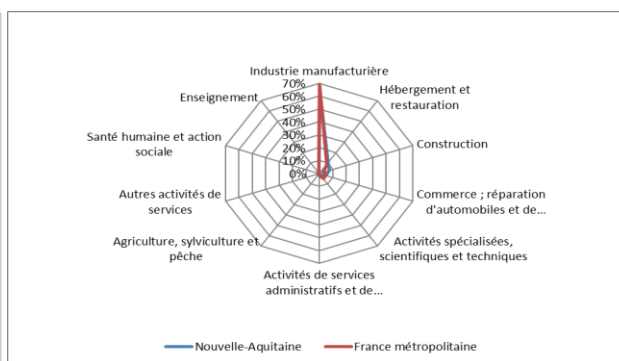 Industrie manufacturière
70%
60%
50%
40%
30%
20%
10%
0%
Hébergement et
restauration
Construction
Commerce ; réparation
d'automobiles et de...
Activités spécialisées,
scientifiques et techniques
Activités de services
administratifs et de...
Agriculture, sylviculture et
pêche
Autres activités de
services
Santé humaine et action
sociale
Enseignement
Nouvelle-Aquitaine
France métropolitaine